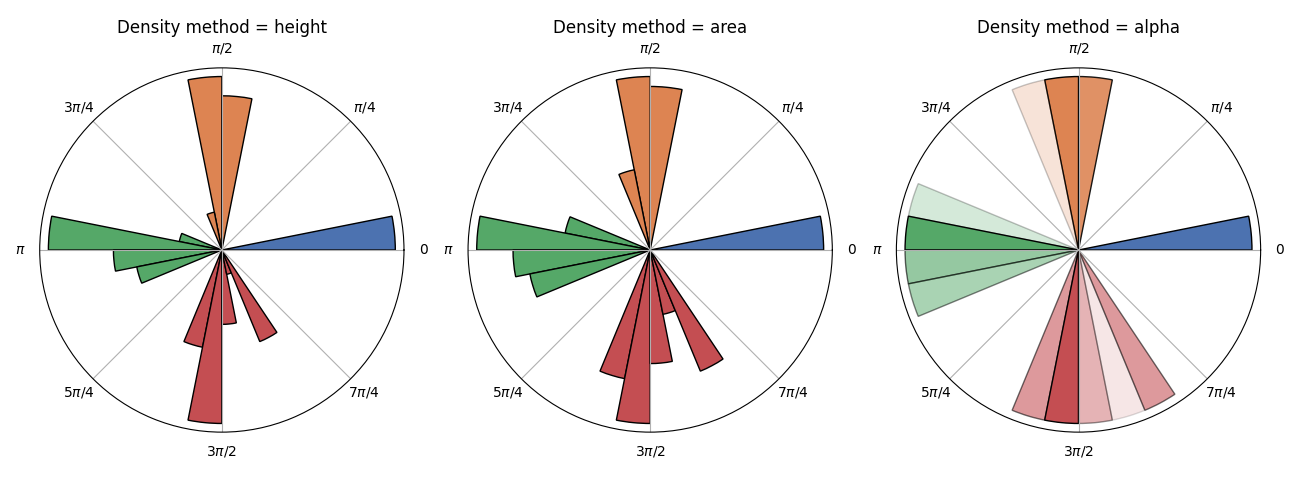 Density method = height
π/2
3π/4
π/4
π
0
5π/4
7π/4
3π/2
Density method = area
π/2
3π/4
π/4
π
0
5π/4
7π/4
3π/2
Density method = alpha
π/2
3π/4
π/4
π
0
5π/4
7π/4
3π/2